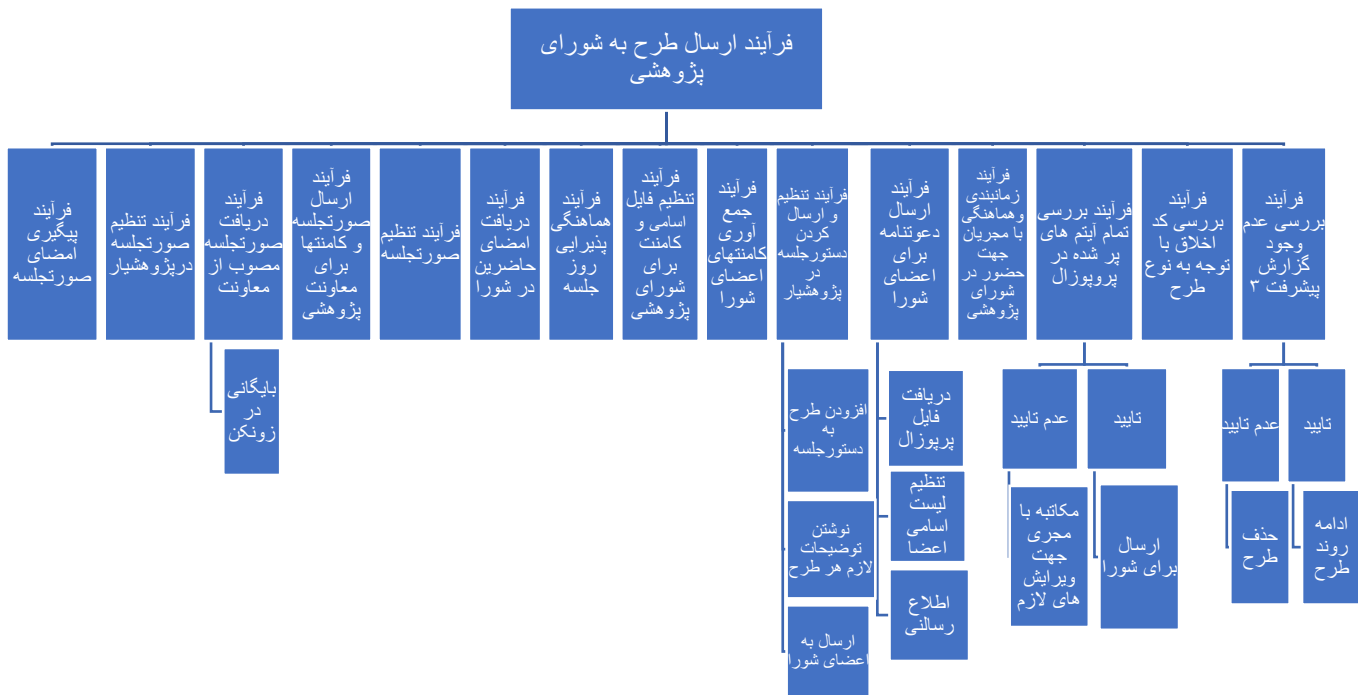 فرآیند ارسال طرح به شورای
پژوهشی
فرآیند
بررسی عدم
وجود
گزارش
پیشرفت ۳
فرآیند
بررسی کد
اخلاق با
توجه به نوع
طرح
فرآیند بررسی
تمام آیتم های
پر شده در
پروپوزال
فرآیند
زمانبندی
وهماهنگی
با مجریان
جهت
حضور در
شورای
پژوهشی
فرآیند
ارسال
دعوتنامه
برای
اعضای
شورا
فرآیند تنظیم
و ارسال
کردن
دستورجلسه
در
پژوهشیار
فرآیند
جمع
آوری
کامنتهای
اعضای
شورا
فرآیند
تنظیم فایل
اسامی و
کامنت
برای
شورای
پژوهشی
فرآیند
هماهنگی
پذیرایی
روز
جلسه
فرآیند
دریافت
امضای
حاضرین
در شورا
فرآیند تنظیم
صورتجلسه
فرآیند
ارسال
صورتجلسه
و کامنتها
برای
معاونت
پژوهشی
فرآیند
دریافت
صورتجلسه
مصوب از
معاونت
فرآیند تنظیم
صورتجلسه
درپژوهشیار
فرآیند
پیگیری
امضای
صورتجلسه
تایید
ادامه
روند
طرح
عدم تایید
حذف
طرح
تایید
ارسال
برای شورا
عدم تایید
مکاتبه با
مجری
جهت
ویرایش
های لازم
دریافت
فایل
پرپوزال
تنظیم
لیست
اسامی
اعضا
اطلاع
رسالنی
افزودن طرح
به
دستورجلسه
نوشتن
توضیحات
لازم هر طرح
ارسال به
اعضای شورا
بایگانی
در
زونکن